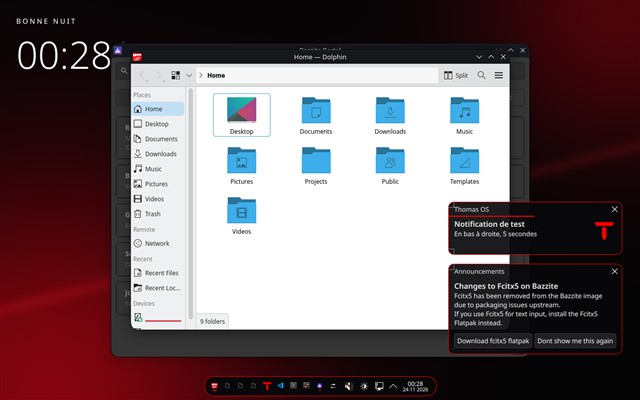 BONNE NUIT
00:28
Bazzite Portal
Home — Dolphin
Home
Split
Places
Home
Desktop
Documents
Downloads
Music
Pictures
Videos
Trash
Remote
Network
Recent
Recent Files
Recent Loc...
Devices
Desktop
Documents
Downloads
Music
Pictures
Projects
Public
Templates
Videos
9 folders
Thomas OS
Notification de test
En bas à droite, 5 secondes
Announcements
Changes to Fcitx5 on Bazzite
Fcitx5 has been removed from the Bazzite image
due to packaging issues upstream.
If you use Fcitx5 for text input, install the Fcitx5
Flatpak instead.
Download fcitx5 flatpak
Dont show me this again
00:28
24 11 2026